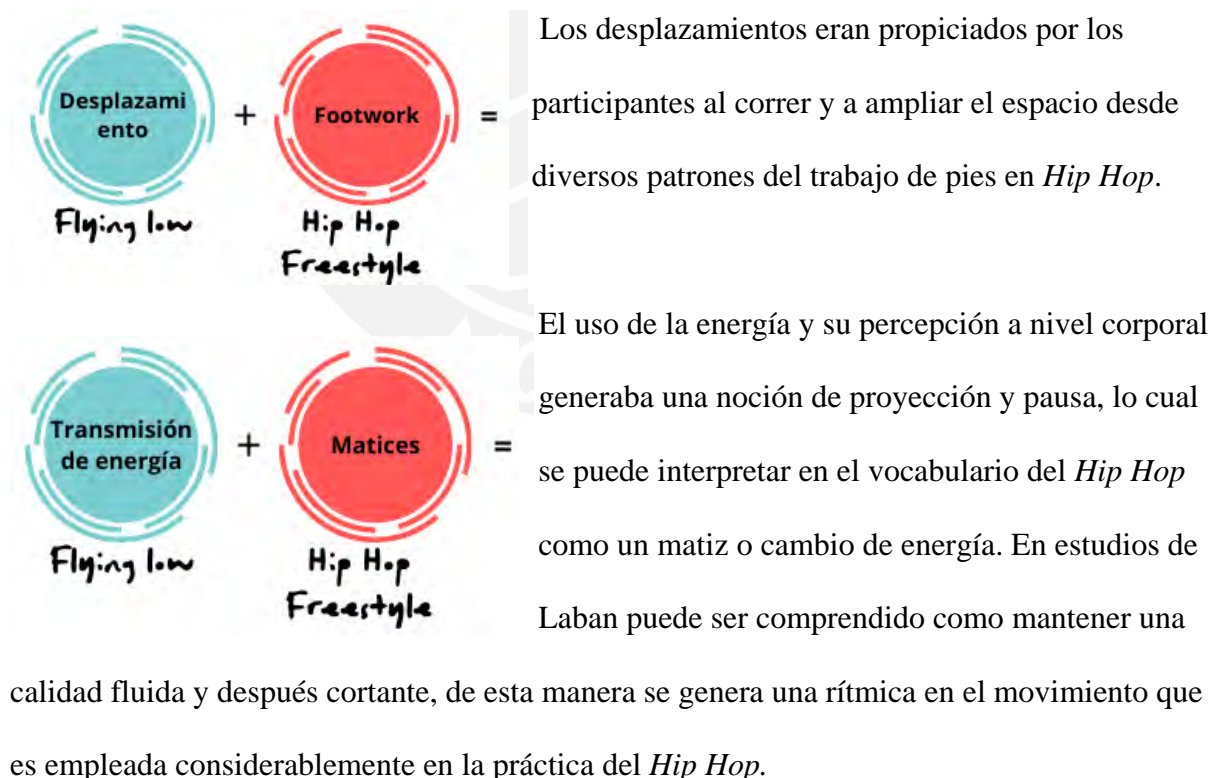 Desplazami
ento
+
Footwork
=
Flying low
Hip Hop
Freestyle
Los desplazamientos eran propiciados por los
participantes al correr y a ampliar el espacio desde
diversos patrones del trabajo de pies en Hip Hop.
Transmisión
de energía
+
Matices
=
Flying low
Hip Hop
Freestyle
El uso de la energía y su percepción a nivel corporal
generaba una noción de proyección y pausa, lo cual
se puede interpretar en el vocabulario del Hip Hop
como un matiz o cambio de energía. En estudios de
Laban puede ser comprendido como mantener una
calidad fluida y después cortante, de esta manera se genera una rítmica en el movimiento que
es empleada considerablemente en la práctica del Hip Hop.